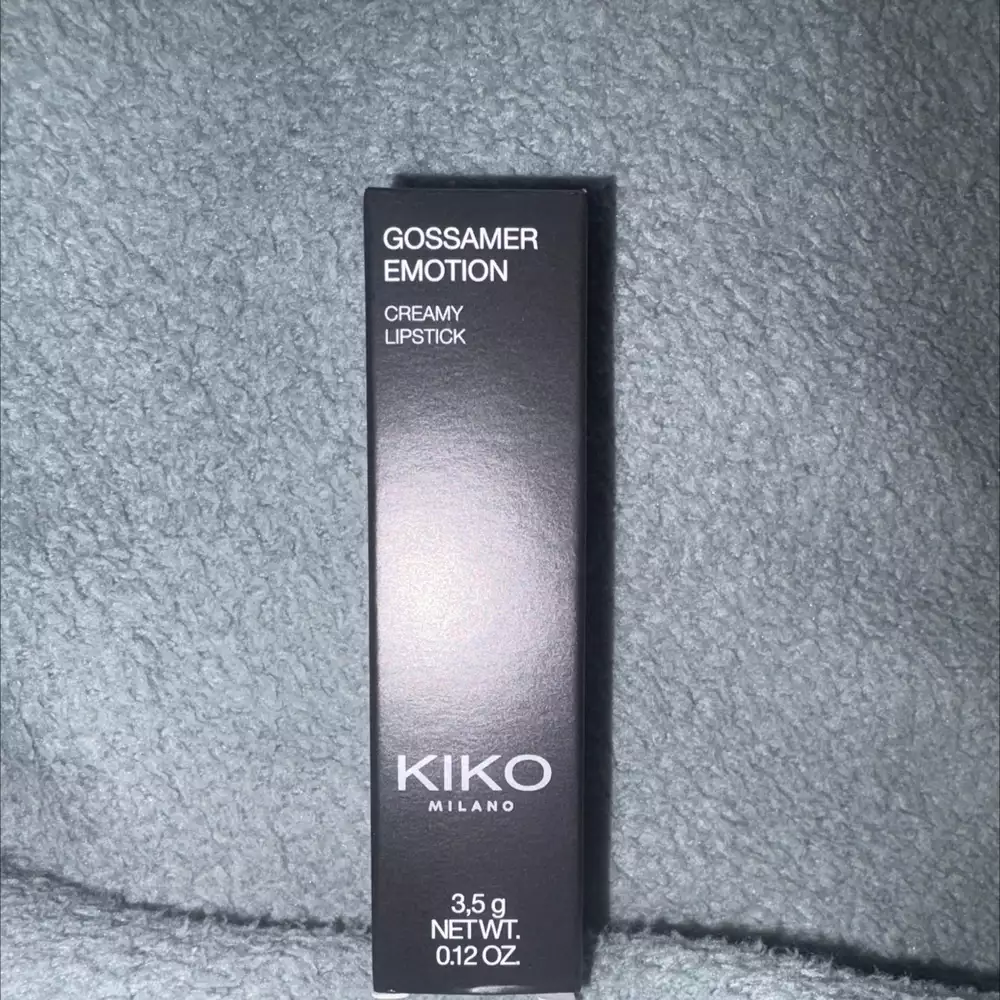 GOSSAMER
EMOTION
CREAMY
LIPSTICK
KIKO
MILANO
3,5 g
NET WT.
0.12 OZ.